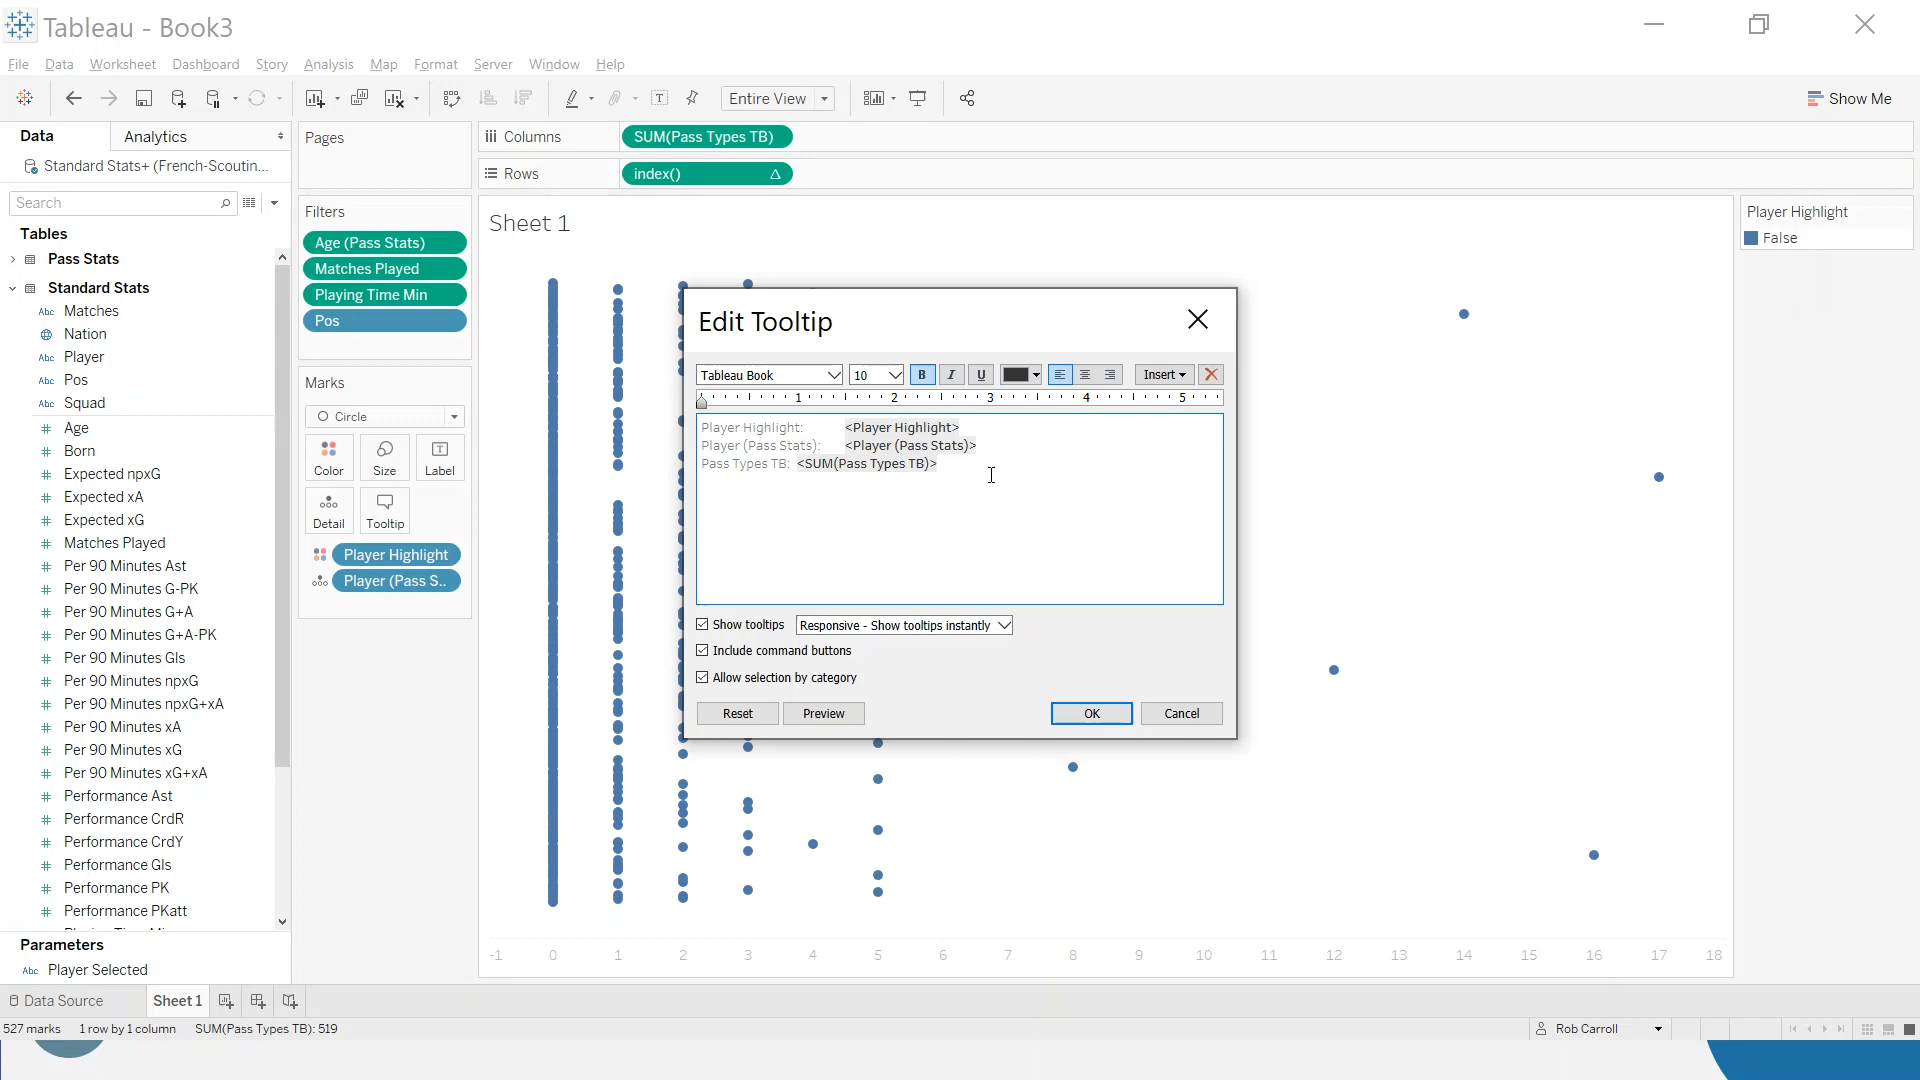 Tableau - Book3
File Data Worksheet Dashboard Story Analysis Map Format Server Window Help
Entire View
Show Me
Data
Analytics
Standard Stats+ (French-Scoutin...
Search
Tables
Pass Stats
Standard Stats
Abc Matches
Nation
Abc Player
Abc Pos
Abc Squad
# Age
# Born
# Expected npxG
# Expected xA
# Expected xG
# Matches Played
# Per 90 Minutes Ast
# Per 90 Minutes G-PK
# Per 90 Minutes G+A
# Per 90 Minutes G+A-PK
# Per 90 Minutes Gls
# Per 90 Minutes npxG
# Per 90 Minutes npxG+xA
# Per 90 Minutes xA
# Per 90 Minutes xG
# Per 90 Minutes xG+xA
# Performance Ast
# Performance CrdR
# Performance CrdY
# Performance Gls
# Performance PK
# Performance PKatt
Parameters
Abc Player Selected
Pages
Filters
Age (Pass Stats)
Matches Played
Playing Time Min
Pos
Marks
Circle
Color Size Label
Detail Tooltip
Player Highlight
Player (Pass S..
Columns SUM(Pass Types TB)
Rows index() Δ
Sheet 1
Edit Tooltip
Tableau Book 10 B I U Insert
1 2 3 4 5
Player Highlight: <Player Highlight>
Player (Pass Stats): <Player (Pass Stats)>
Pass Types TB: <SUM(Pass Types TB)>
Show tooltips Responsive - Show tooltips instantly
Include command buttons
Allow selection by category
Reset Preview OK Cancel
-1 0 1 2 3 4 5 6 7 8 9 10 11 12 13 14 15 16 17 18
Player Highlight
False
Data Source Sheet 1
527 marks 1 row by 1 column SUM(Pass Types TB): 519
Rob Carroll